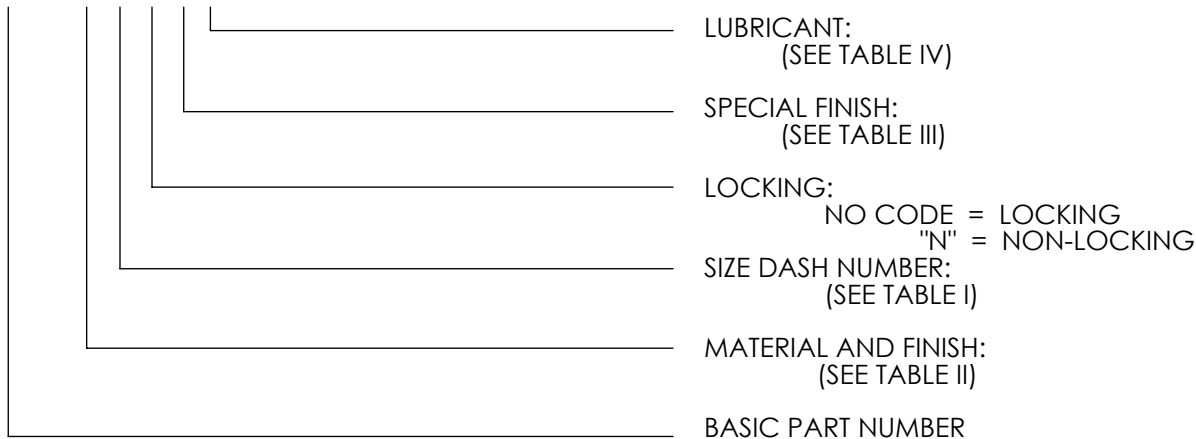 LUBRICANT:
(SEE TABLE IV)
SPECIAL FINISH:
(SEE TABLE III)
LOCKING:
NO CODE = LOCKING
"N" = NON-LOCKING
SIZE DASH NUMBER:
(SEE TABLE I)
MATERIAL AND FINISH:
(SEE TABLE II)
BASIC PART NUMBER